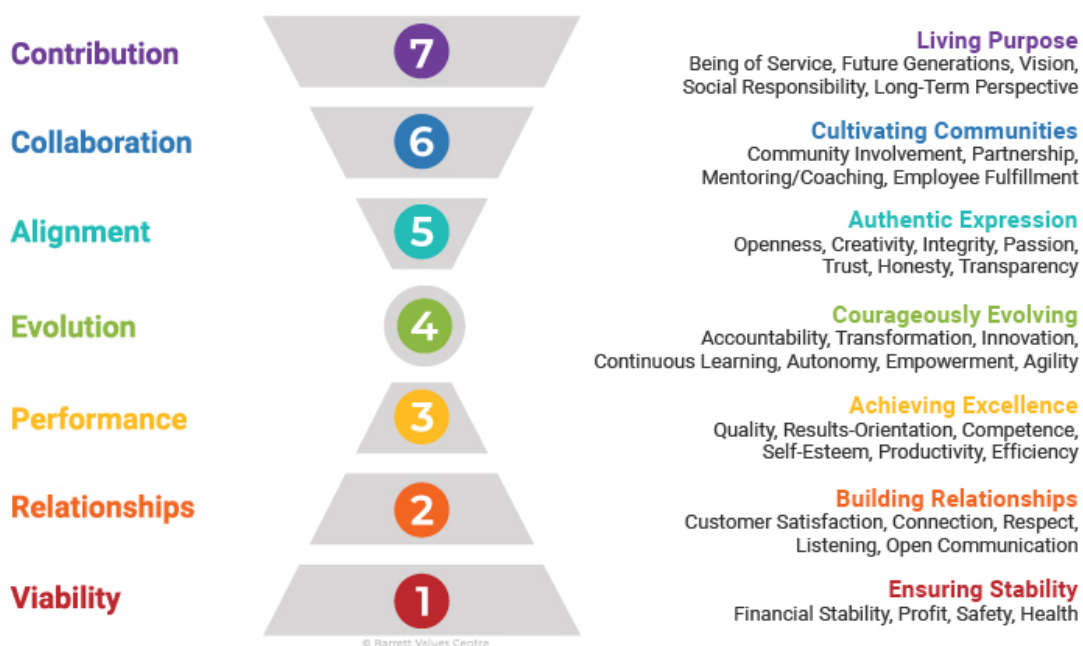 Contribution
7
Living Purpose
Being of Service, Future Generations, Vision,
Social Responsibility, Long-Term Perspective
Collaboration
6
Cultivating Communities
Community Involvement, Partnership,
Mentoring/Coaching, Employee Fulfillment
Alignment
5
Authentic Expression
Openness, Creativity, Integrity, Passion,
Trust, Honesty, Transparency
Evolution
4
Courageously Evolving
Accountability, Transformation, Innovation,
Continuous Learning, Autonomy, Empowerment, Agility
Performance
3
Achieving Excellence
Quality, Results-Orientation, Competence,
Self-Esteem, Productivity, Efficiency
Relationships
2
Building Relationships
Customer Satisfaction, Connection, Respect,
Listening, Open Communication
Viability
1
Ensuring Stability
Financial Stability, Profit, Safety, Health
© Barrett Values Centre